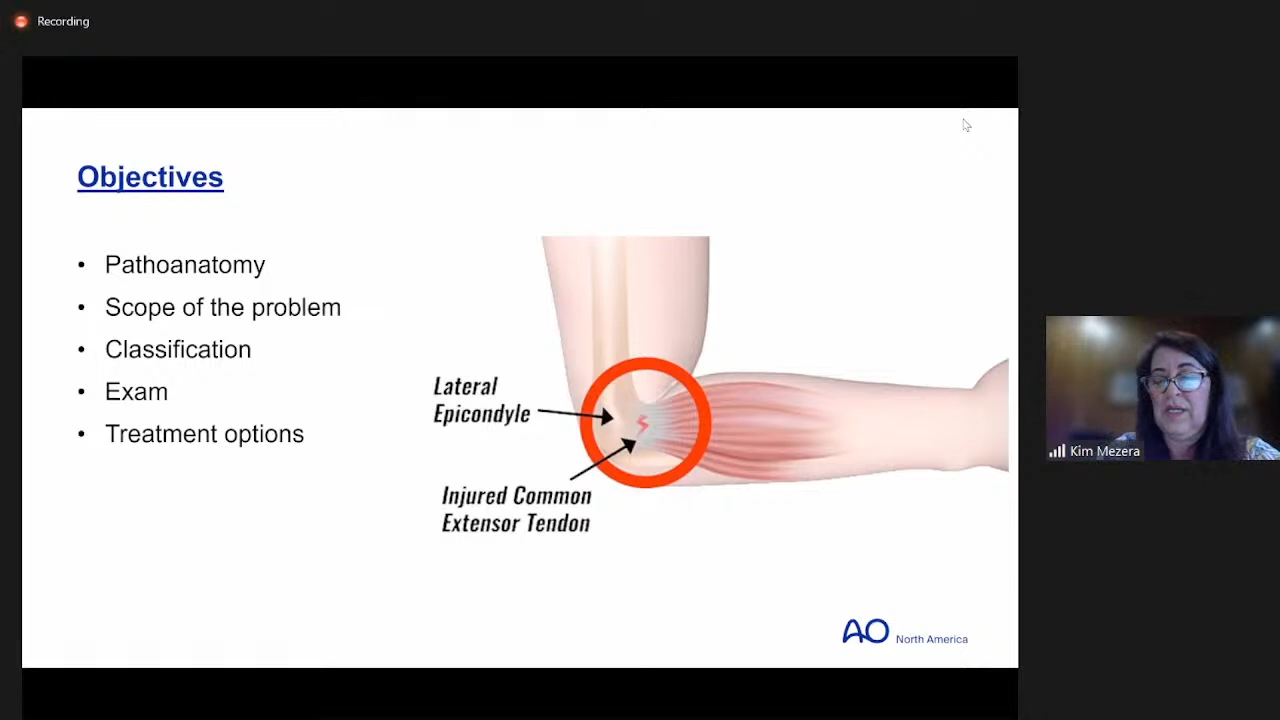 Recording
Objectives
• Pathoanatomy
• Scope of the problem
• Classification
• Exam
• Treatment options
Lateral
Epicondyle
Injured Common
Extensor Tendon
AO North America
Kim Mezera